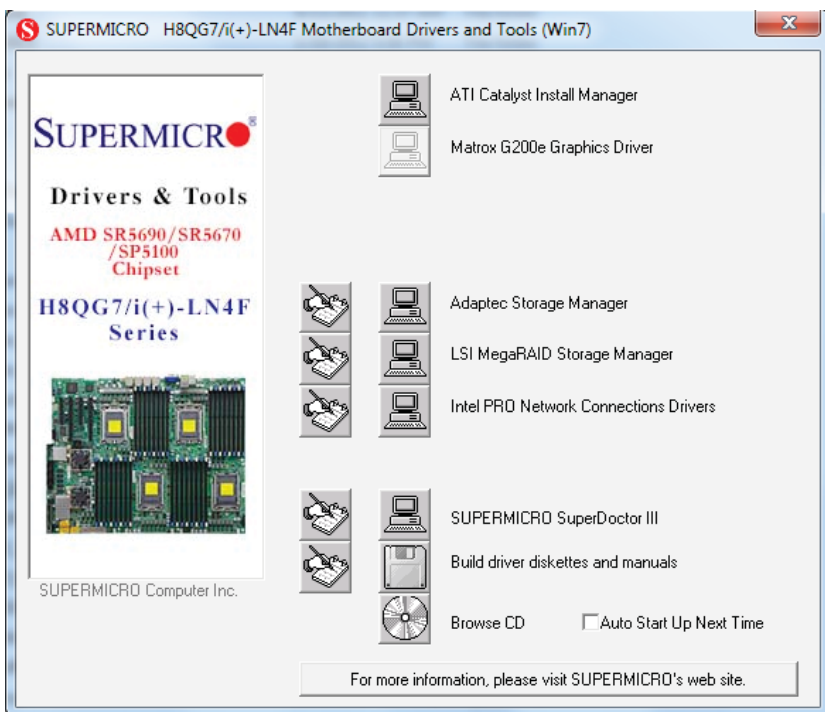 SUPERMICRO H8QG7/i(+)-LN4F Motherboard Drivers and Tools (Win7)
SUPERMICRO®
Drivers & Tools
AMD SR5690/SR5670
/SP5100
Chipset
H8QG7/i(+)-LN4F
Series
SUPERMICRO Computer Inc.
ATI Catalyst Install Manager
Matrox G200e Graphics Driver
Adaptec Storage Manager
LSI MegaRAID Storage Manager
Intel PRO Network Connections Drivers
SUPERMICRO SuperDoctor III
Build driver diskettes and manuals
Browse CD
Auto Start Up Next Time
For more information, please visit SUPERMICRO's web site.